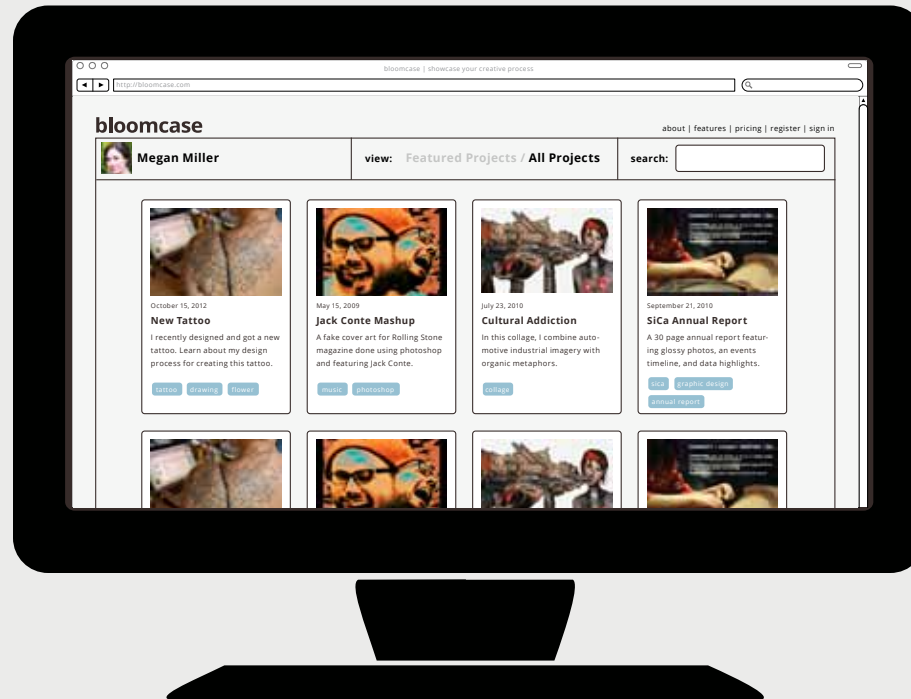 bloomcase | showcase your creative process
http://bloomcase.com
bloomcase
about | features | pricing | register | sign in
Megan Miller
view: Featured Projects / All Projects
search:
October 15, 2012
New Tattoo
I recently designed and got a new
tattoo. Learn about my design
process for creating this tattoo.
tattoo drawing flower
May 15, 2009
Jack Conte Mashup
A fake cover art for Rolling Stone
magazine done using photoshop
and featuring Jack Conte.
music photoshop
July 23, 2010
Cultural Addiction
In this collage, I combine auto-
motive industrial imagery with
organic metaphors.
collage
September 21, 2010
SiCa Annual Report
A 30 page annual report featur-
ing glossy photos, an events
timeline, and data highlights.
sica graphic design
annual report